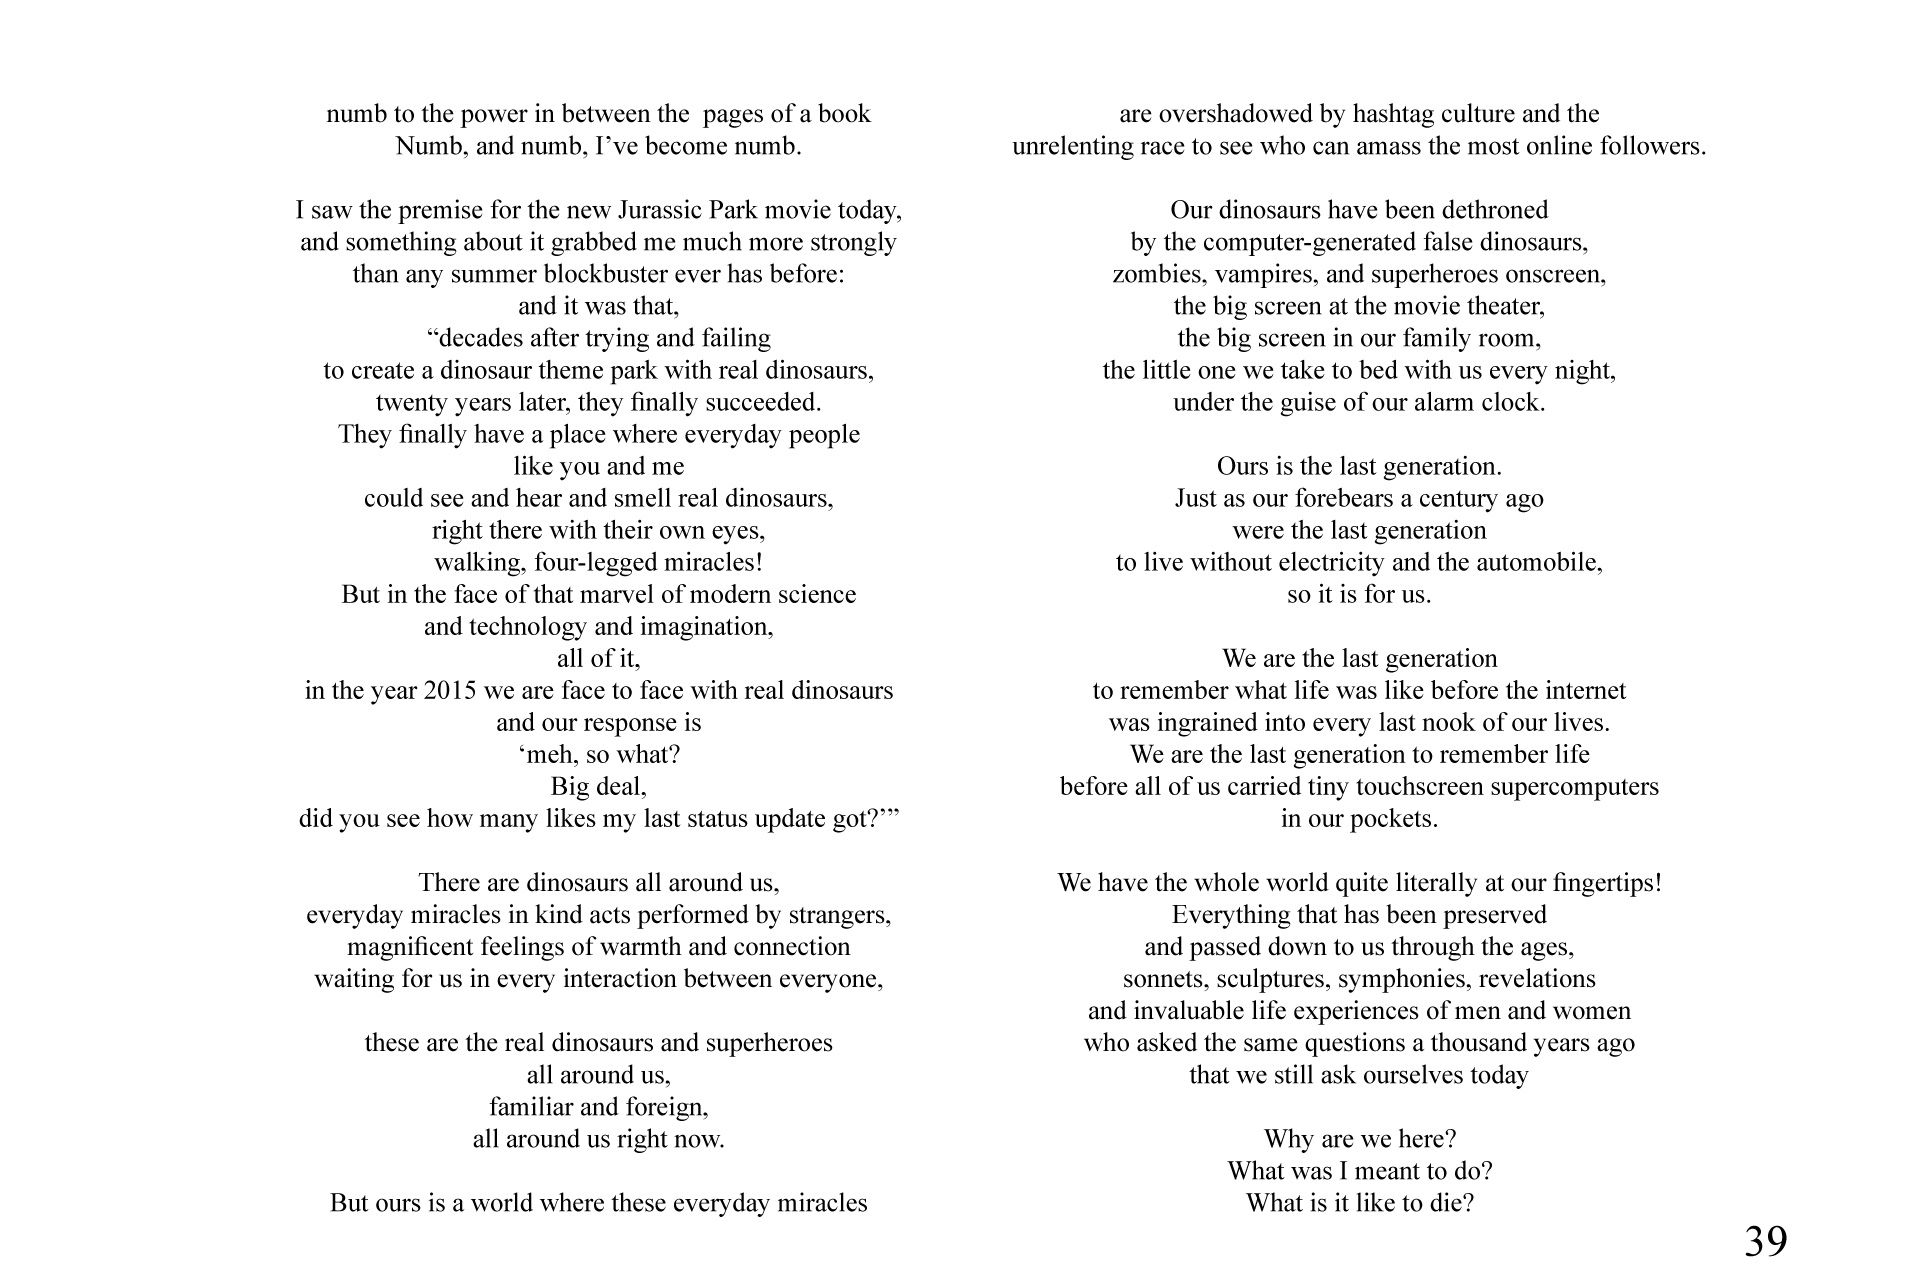 numb to the power in between the  pages of a book
Numb, and numb, I’ve become numb.

I saw the premise for the new Jurassic Park movie today,
and something about it grabbed me much more strongly
than any summer blockbuster ever has before:
and it was that,
“decades after trying and failing
to create a dinosaur theme park with real dinosaurs,
twenty years later, they finally succeeded.
They finally have a place where everyday people
like you and me
could see and hear and smell real dinosaurs,
right there with their own eyes,
walking, four-legged miracles!
But in the face of that marvel of modern science
and technology and imagination,
all of it,
in the year 2015 we are face to face with real dinosaurs
and our response is
‘meh, so what?
Big deal,
did you see how many likes my last status update got?’”

There are dinosaurs all around us,
everyday miracles in kind acts performed by strangers,
magnificent feelings of warmth and connection
waiting for us in every interaction between everyone,

these are the real dinosaurs and superheroes
all around us,
familiar and foreign,
all around us right now.

But ours is a world where these everyday miracles

are overshadowed by hashtag culture and the
unrelenting race to see who can amass the most online followers.

Our dinosaurs have been dethroned
by the computer-generated false dinosaurs,
zombies, vampires, and superheroes onscreen,
the big screen at the movie theater,
the big screen in our family room,
the little one we take to bed with us every night,
under the guise of our alarm clock.

Ours is the last generation.
Just as our forebears a century ago
were the last generation
to live without electricity and the automobile,
so it is for us.

We are the last generation
to remember what life was like before the internet
was ingrained into every last nook of our lives.
We are the last generation to remember life
before all of us carried tiny touchscreen supercomputers
in our pockets.

We have the whole world quite literally at our fingertips!
Everything that has been preserved
and passed down to us through the ages,
sonnets, sculptures, symphonies, revelations
and invaluable life experiences of men and women
who asked the same questions a thousand years ago
that we still ask ourselves today

Why are we here?
What was I meant to do?
What is it like to die?
39